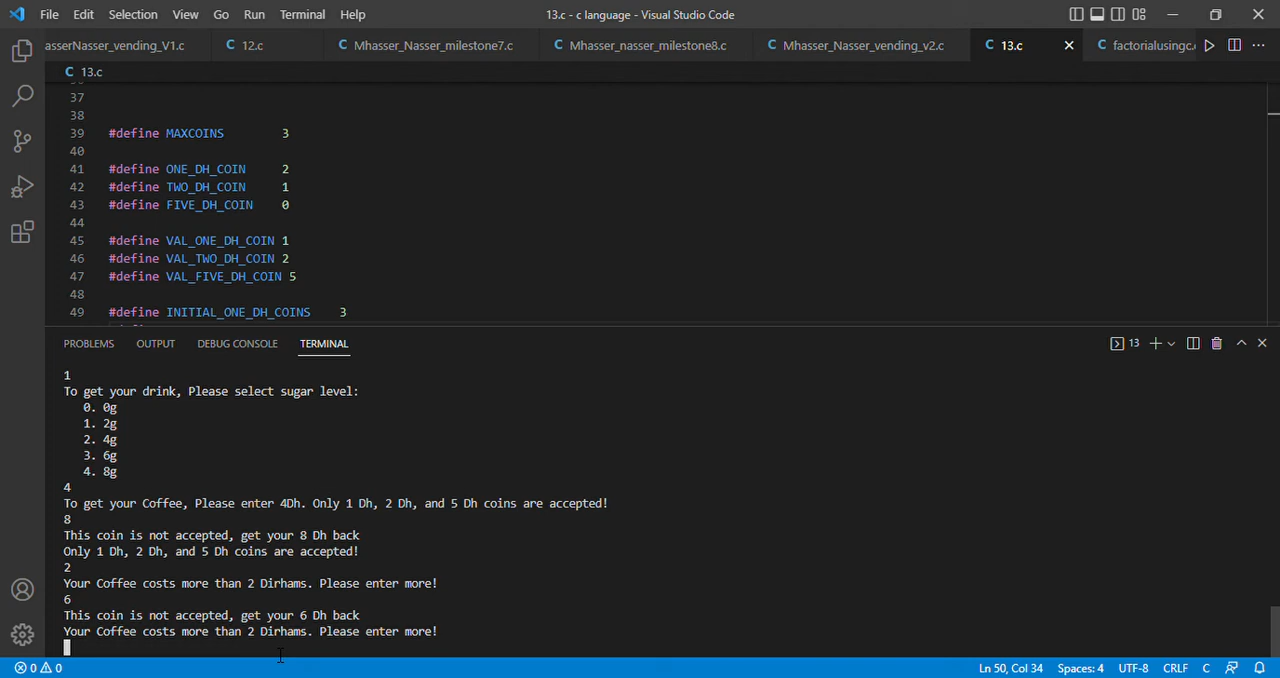 File Edit Selection View Go Run Terminal Help 13.c - c language - Visual Studio Code
asserNasser_vending_V1.c C 12.c C Mhasser_Nasser_milestone7.c C Mhasser_nasser_milestone8.c C Mhasser_Nasser_vending_v2.c C 13.c C factorialusingc.c
C 13.c
37
38
39 #define MAXCOINS 3
40
41 #define ONE_DH_COIN 2
42 #define TWO_DH_COIN 1
43 #define FIVE_DH_COIN 0
44
45 #define VAL_ONE_DH_COIN 1
46 #define VAL_TWO_DH_COIN 2
47 #define VAL_FIVE_DH_COIN 5
48
49 #define INITIAL_ONE_DH_COINS 3
PROBLEMS OUTPUT DEBUG CONSOLE TERMINAL 13
1
To get your drink, Please select sugar level:
0. 0g
1. 2g
2. 4g
3. 6g
4. 8g
4
To get your Coffee, Please enter 4Dh. Only 1 Dh, 2 Dh, and 5 Dh coins are accepted!
8
This coin is not accepted, get your 8 Dh back
Only 1 Dh, 2 Dh, and 5 Dh coins are accepted!
2
Your Coffee costs more than 2 Dirhams. Please enter more!
6
This coin is not accepted, get your 6 Dh back
Your Coffee costs more than 2 Dirhams. Please enter more!
0 0 Ln 50, Col 34 Spaces: 4 UTF-8 CRLF C